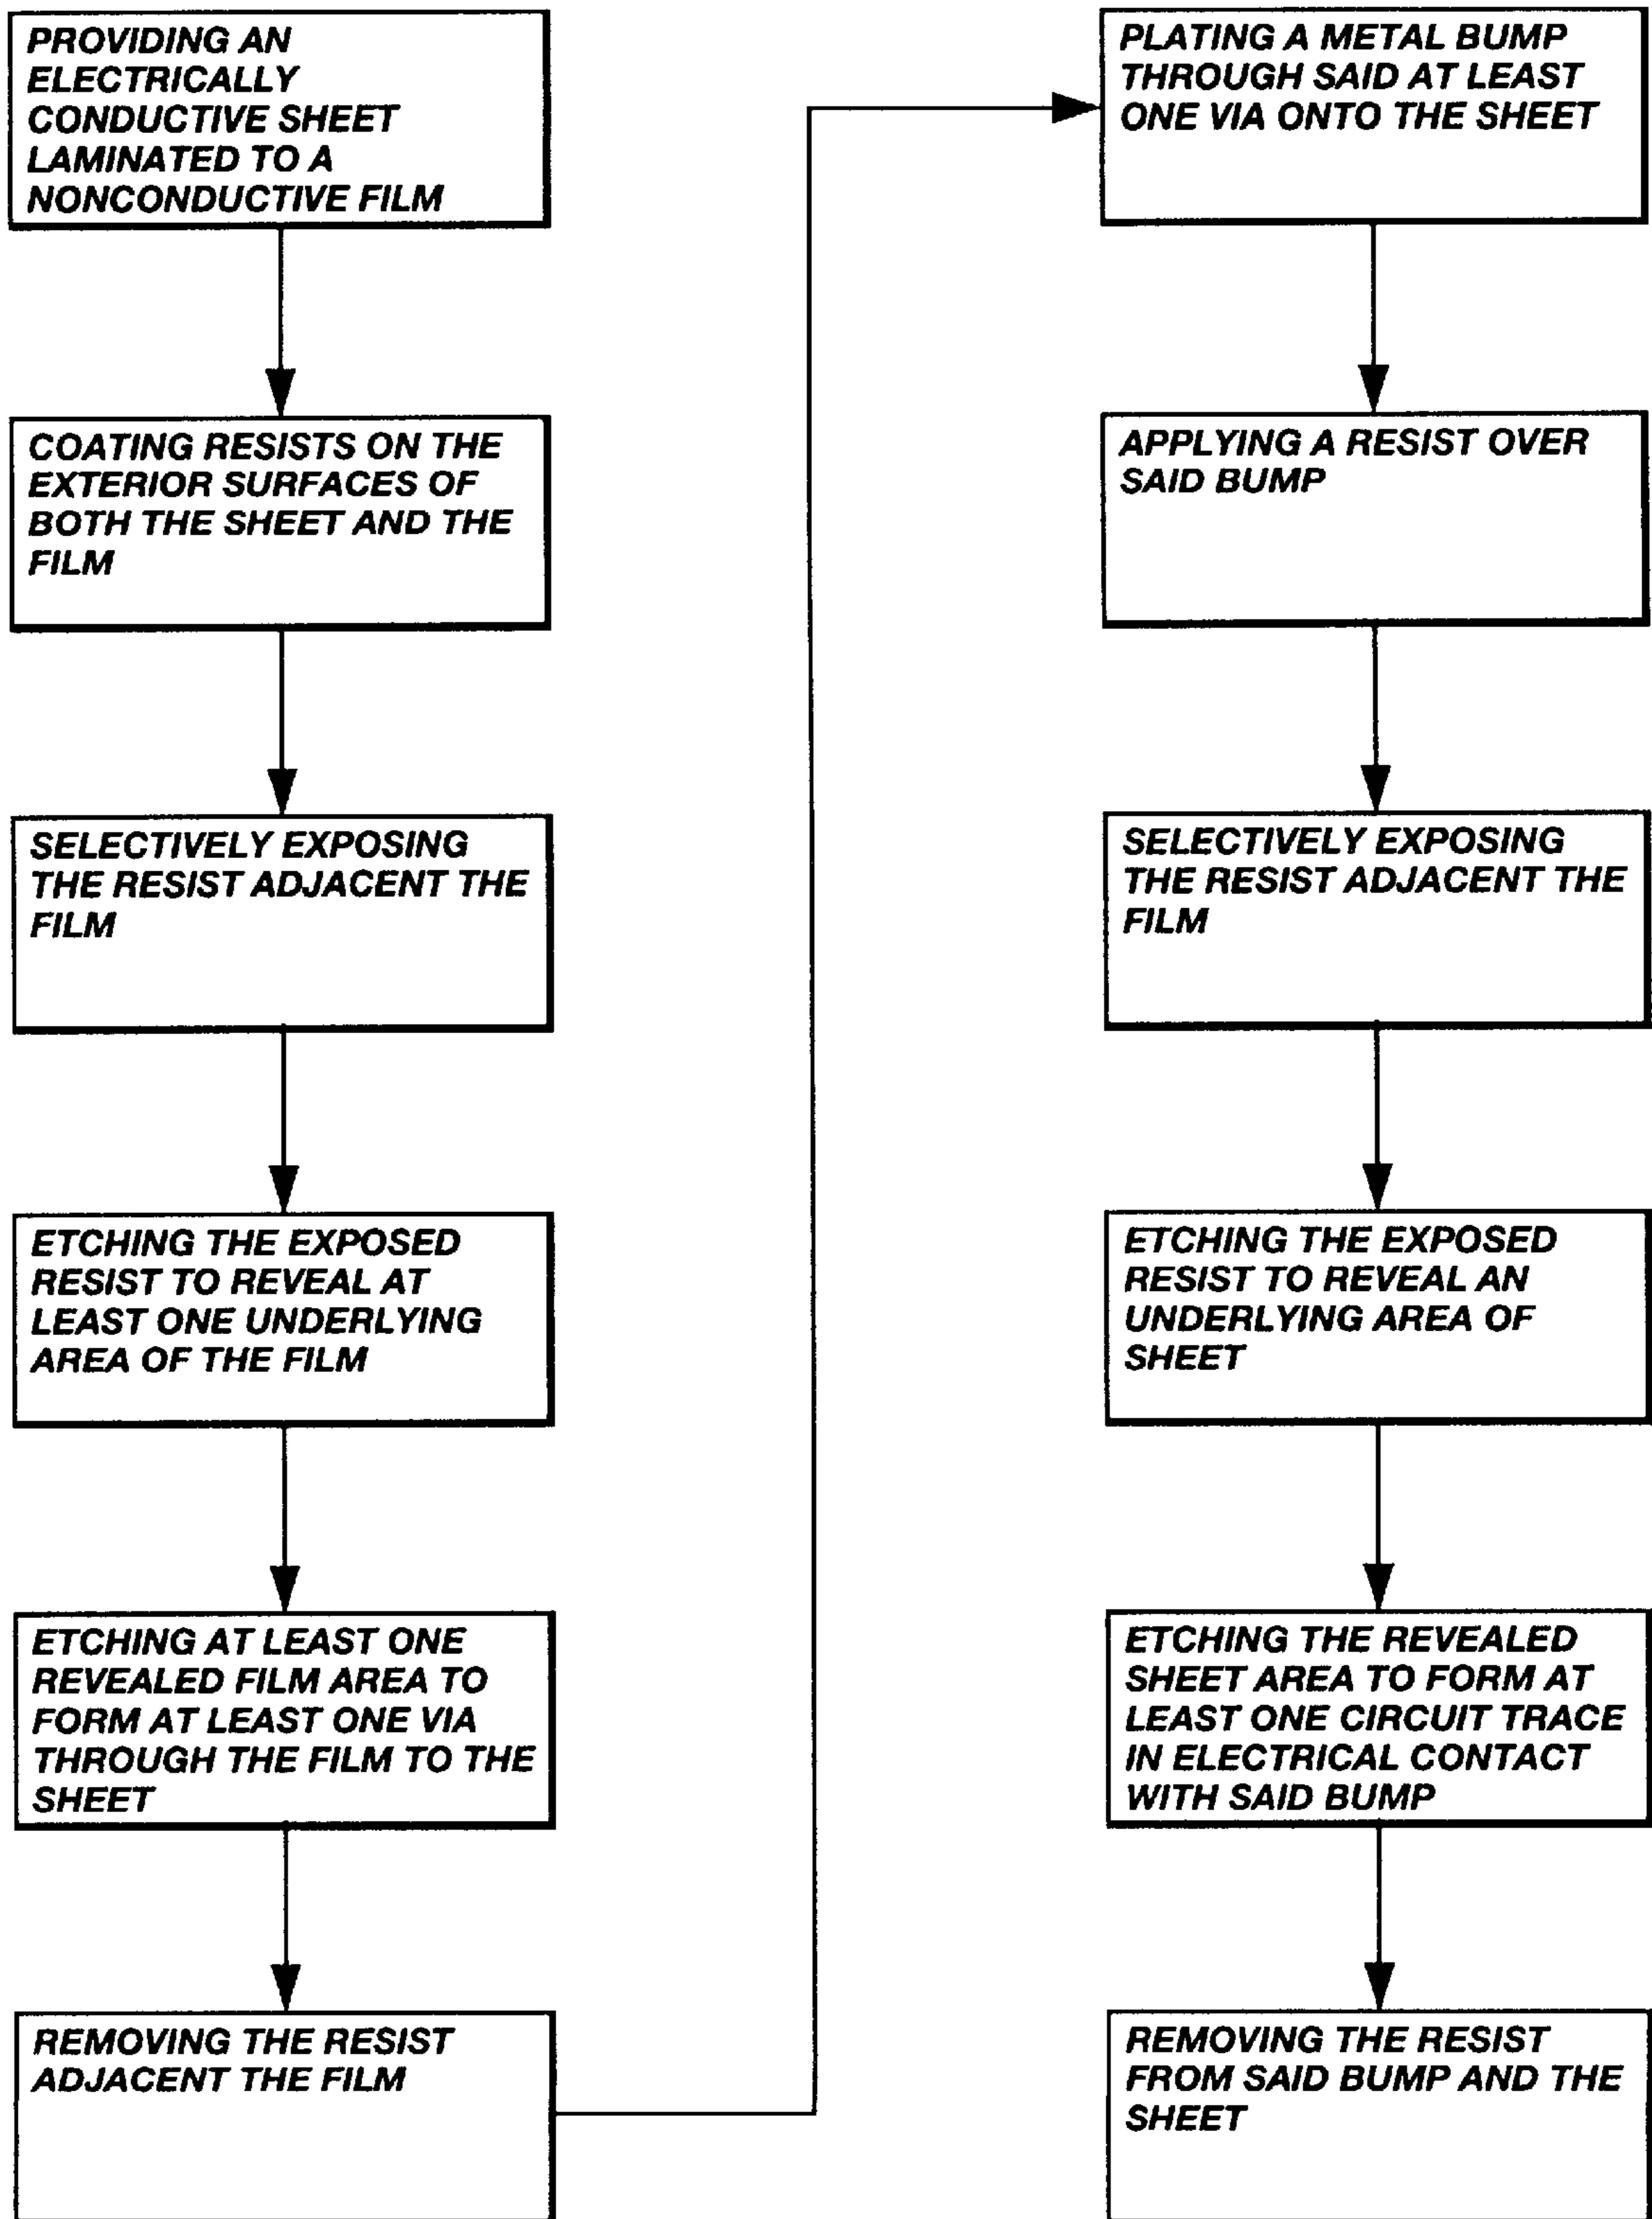 PROVIDING AN
ELECTRICALLY
CONDUCTIVE SHEET
LAMINATED TO A
NONCONDUCTIVE FILM
COATING RESISTS ON THE
EXTERIOR SURFACES OF
BOTH THE SHEET AND THE
FILM
SELECTIVELY EXPOSING
THE RESIST ADJACENT THE
FILM
ETCHING THE EXPOSED
RESIST TO REVEAL AT
LEAST ONE UNDERLYING
AREA OF THE FILM
ETCHING AT LEAST ONE
REVEALED FILM AREA TO
FORM AT LEAST ONE VIA
THROUGH THE FILM TO THE
SHEET
REMOVING THE RESIST
ADJACENT THE FILM
PLATING A METAL BUMP
THROUGH SAID AT LEAST
ONE VIA ONTO THE SHEET
APPLYING A RESIST OVER
SAID BUMP
SELECTIVELY EXPOSING
THE RESIST ADJACENT THE
FILM
ETCHING THE EXPOSED
RESIST TO REVEAL AN
UNDERLYING AREA OF
SHEET
ETCHING THE REVEALED
SHEET AREA TO FORM AT
LEAST ONE CIRCUIT TRACE
IN ELECTRICAL CONTACT
WITH SAID BUMP
REMOVING THE RESIST
FROM SAID BUMP AND THE
SHEET